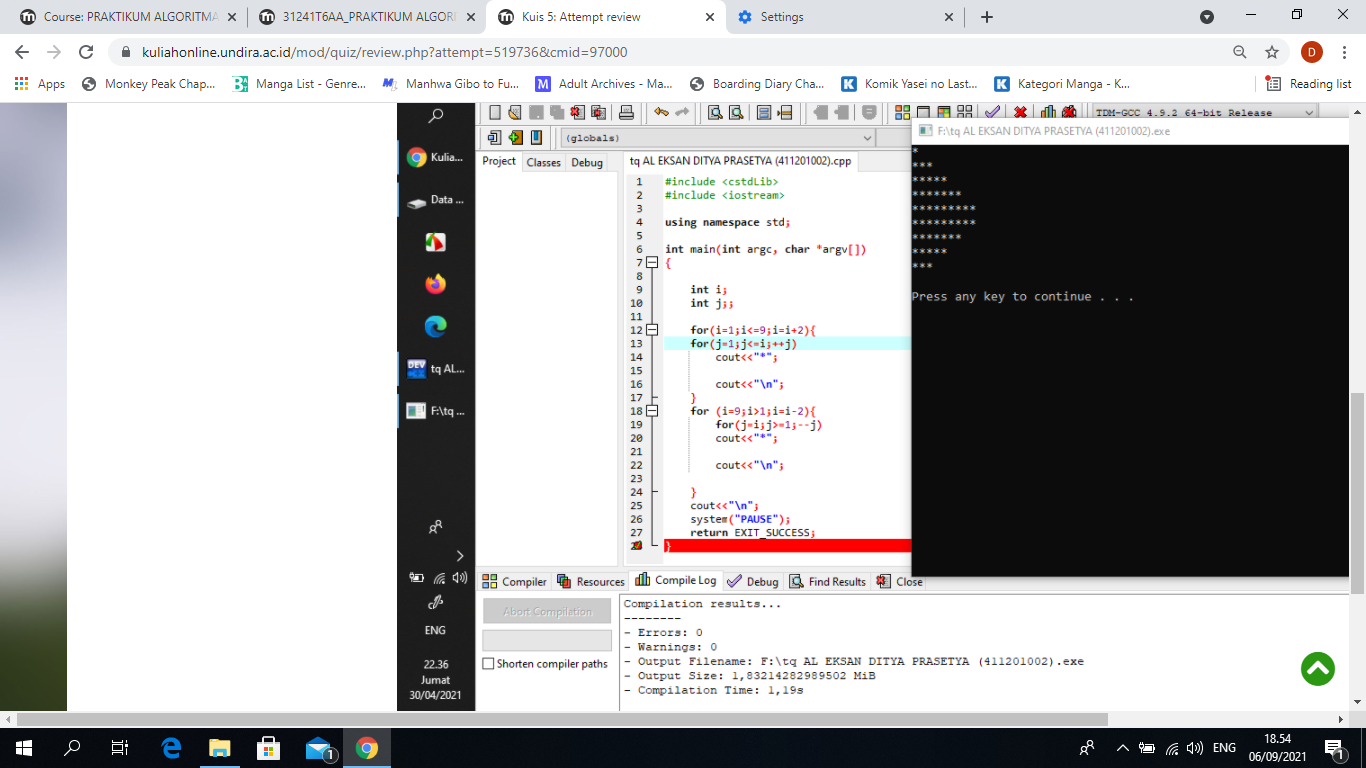 Course: PRAKTIKUM ALGORITMA
31241T6AA_PRAKTIKUM ALGORI
Kuis 5: Attempt review
Settings
kuliahonline.undira.ac.id/mod/quiz/review.php?attempt=519736&cmid=97000
D
Apps
Monkey Peak Chap...
Manga List - Genre...
Manhwa Gibo to Fu...
Adult Archives - Ma...
Boarding Diary Cha...
Komik Yasei no Last...
Kategori Manga - K...
Reading list
TDM-GCC 4.9.2 64-bit Release
(globals)
Project Classes Debug
tq AL EKSAN DITYA PRASETYA (411201002).cpp
1 #include <cstdLib>
2 #include <iostream>
3
4 using namespace std;
5
6 int main(int argc, char *argv[])
7 {
8
9 int i;
10 int j;;
11
12 for(i=1;i<=9;i=i+2){
13 for(j=1;j<=i;++j)
14 cout<<"*";
15
16 cout<<"\n";
17 }
18 for (i=9;i>1;i=i-2){
19 for(j=i;j>=1;--j)
20 cout<<"*";
21
22 cout<<"\n";
23
24 }
25 cout<<"\n";
26 system("PAUSE");
27 return EXIT_SUCCESS;
}
F:\tq AL EKSAN DITYA PRASETYA (411201002).exe
*
***
*****
*******
*********
*********
*******
*****
***
Press any key to continue . . .
Kulia...
Data ...
DEV
tq AL...
F:\tq ...
ENG
22.36
Jumat
30/04/2021
Compiler Resources Compile Log Debug Find Results Close
Abort Compilation
Shorten compiler paths
Compilation results...
--------
- Errors: 0
- Warnings: 0
- Output Filename: F:\tq AL EKSAN DITYA PRASETYA (411201002).exe
- Output Size: 1,83214282989502 MiB
- Compilation Time: 1,19s
1
ENG
18.54
06/09/2021
1